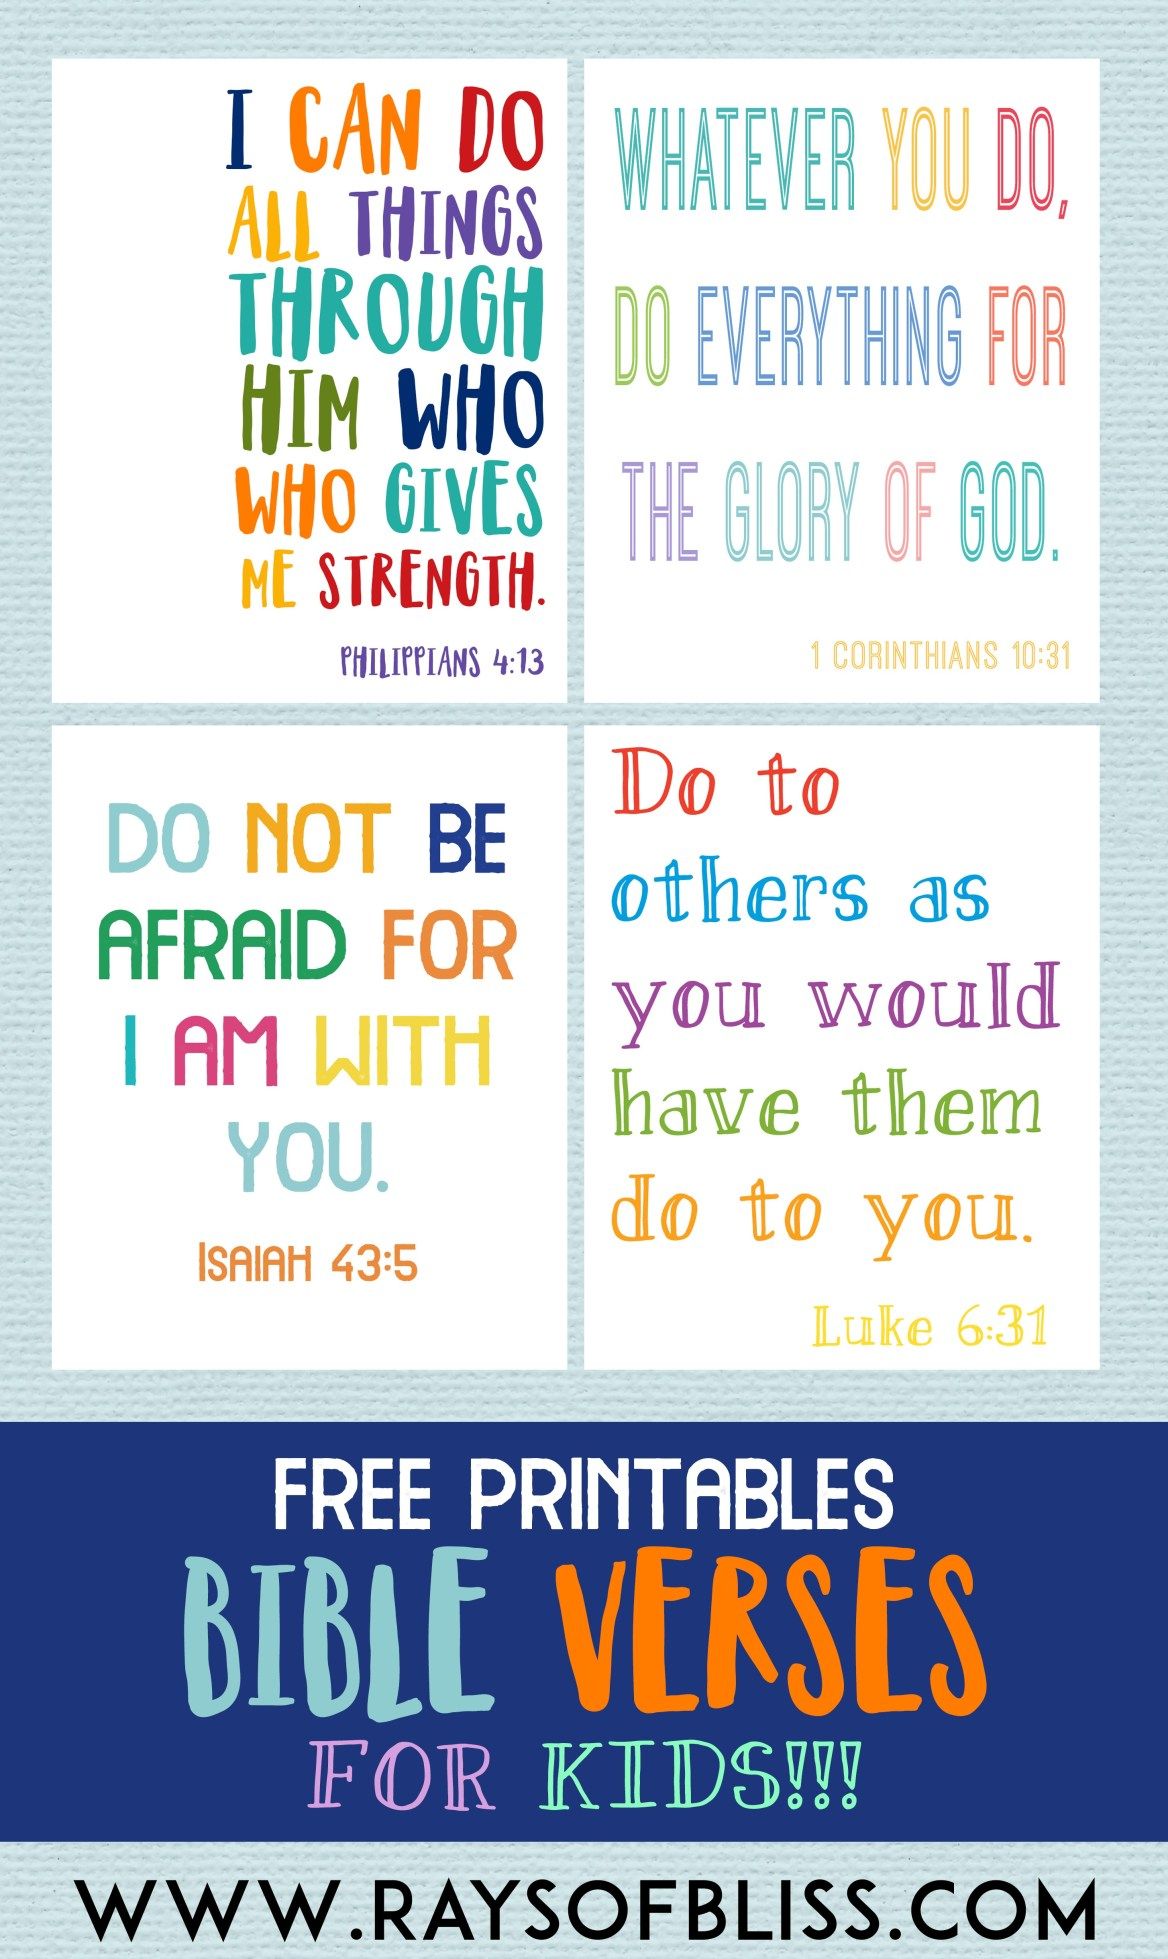 I CAN DO
ALL THINGS
THROUGH
HIM WHO
WHO GIVES
ME STRENGTH.
PHILIPPIANS 4:13
WHATEVER YOU DO,
DO EVERYTHING FOR
THE GLORY OF GOD.
1 CORINTHIANS 10:31
DO NOT BE
AFRAID FOR
I AM WITH
YOU.
ISAIAH 43:5
Do to
others as
you would
have them
do to you.
Luke 6:31
FREE PRINTABLES
BIBLE VERSES
FOR KIDS!!!
WWW.RAYSOFBLISS.COM